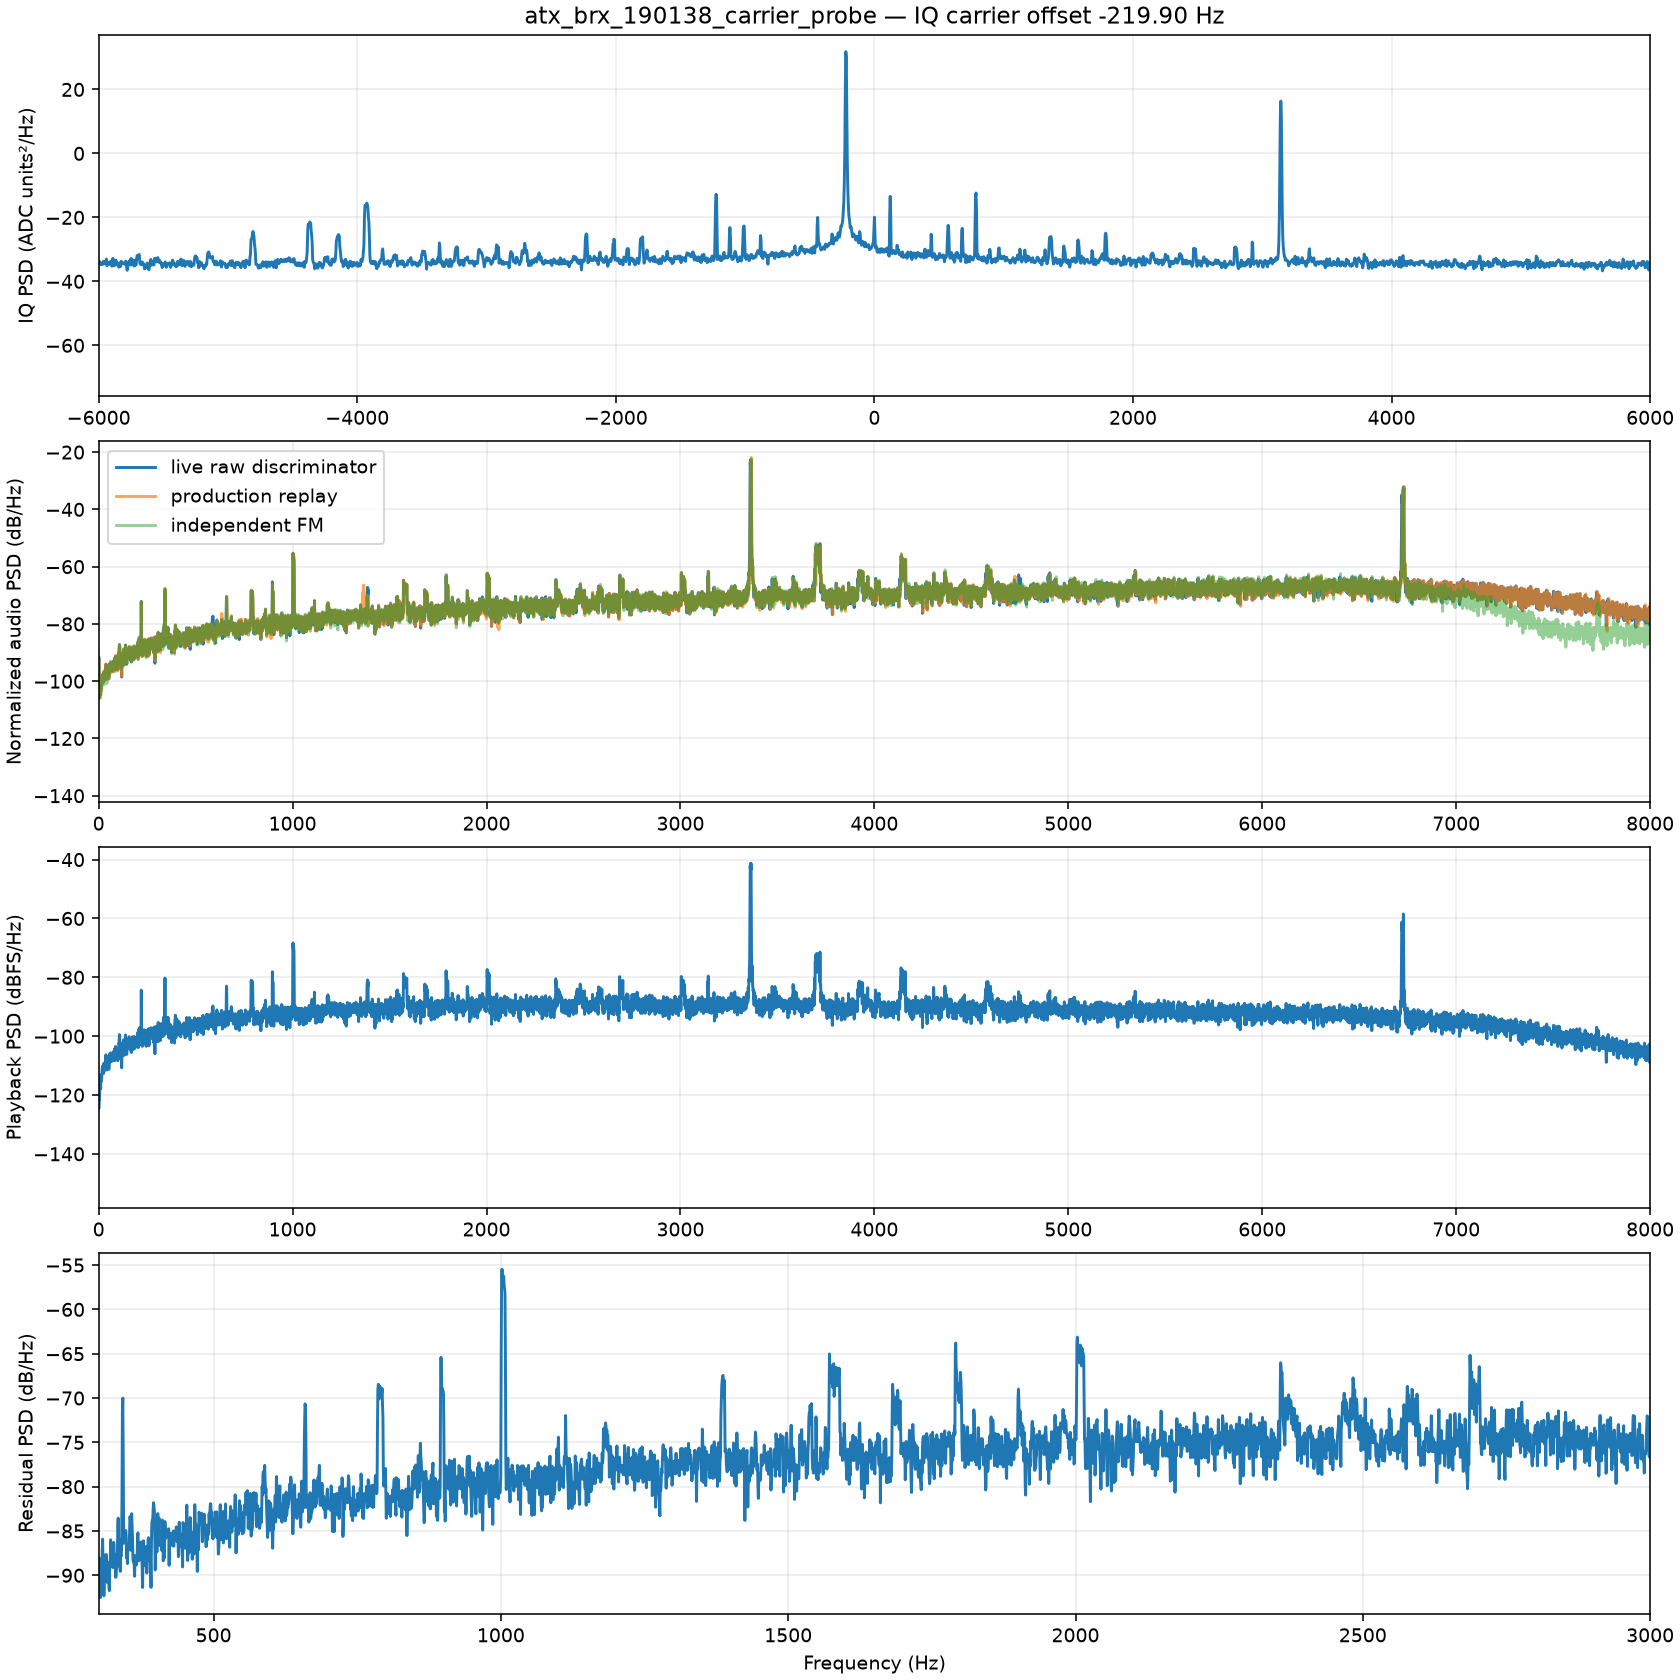 atx_brx_190138_carrier_probe — IQ carrier offset -219.90 Hz
IQ PSD (ADC units²/Hz)
20
0
−20
−40
−60
−6000 −4000 −2000 0 2000 4000 6000
Normalized audio PSD (dB/Hz)
live raw discriminator
production replay
independent FM
−20
−40
−60
−80
−100
−120
−140
0 1000 2000 3000 4000 5000 6000 7000 8000
Playback PSD (dBFS/Hz)
−40
−60
−80
−100
−120
−140
0 1000 2000 3000 4000 5000 6000 7000 8000
Residual PSD (dB/Hz)
−55
−60
−65
−70
−75
−80
−85
−90
500 1000 1500 2000 2500 3000
Frequency (Hz)